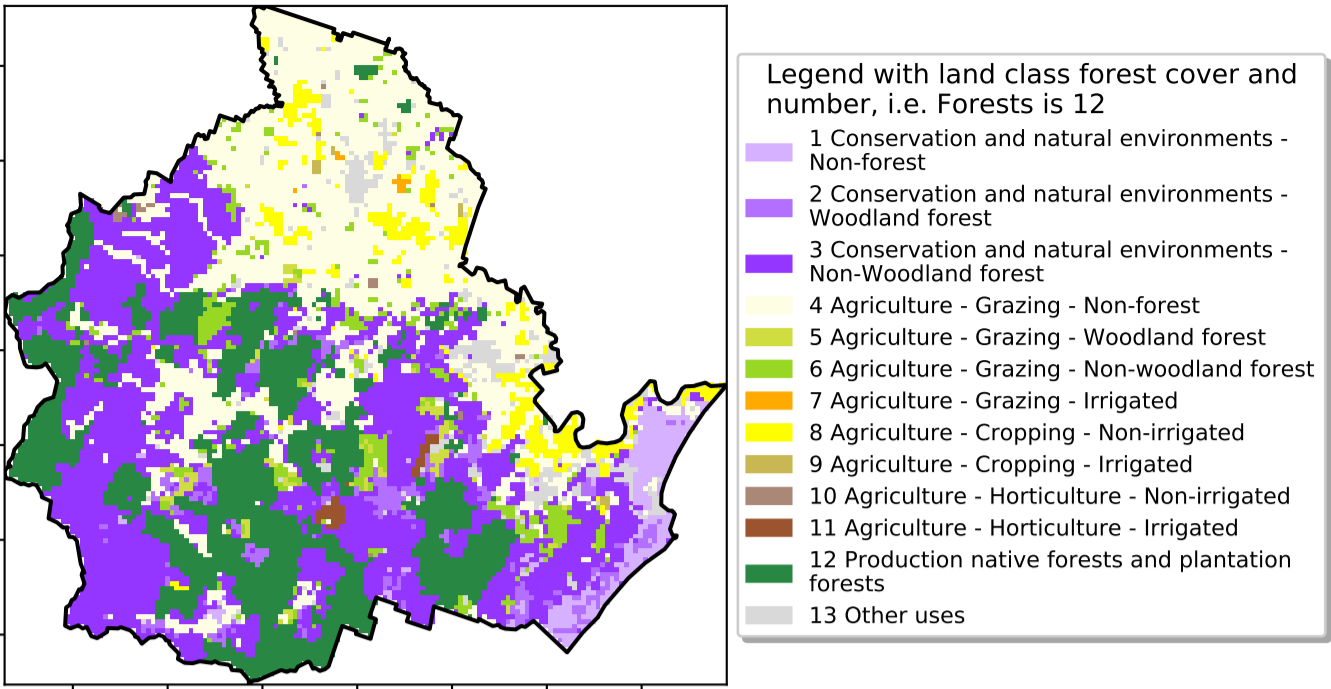 Legend with land class forest cover and
number, i.e. Forests is 12
1 Conservation and natural environments -
Non-forest
2 Conservation and natural environments -
Woodland forest
3 Conservation and natural environments -
Non-Woodland forest
4 Agriculture - Grazing - Non-forest
5 Agriculture - Grazing - Woodland forest
6 Agriculture - Grazing - Non-woodland forest
7 Agriculture - Grazing - Irrigated
8 Agriculture - Cropping - Non-irrigated
9 Agriculture - Cropping - Irrigated
10 Agriculture - Horticulture - Non-irrigated
11 Agriculture - Horticulture - Irrigated
12 Production native forests and plantation
forests
13 Other uses